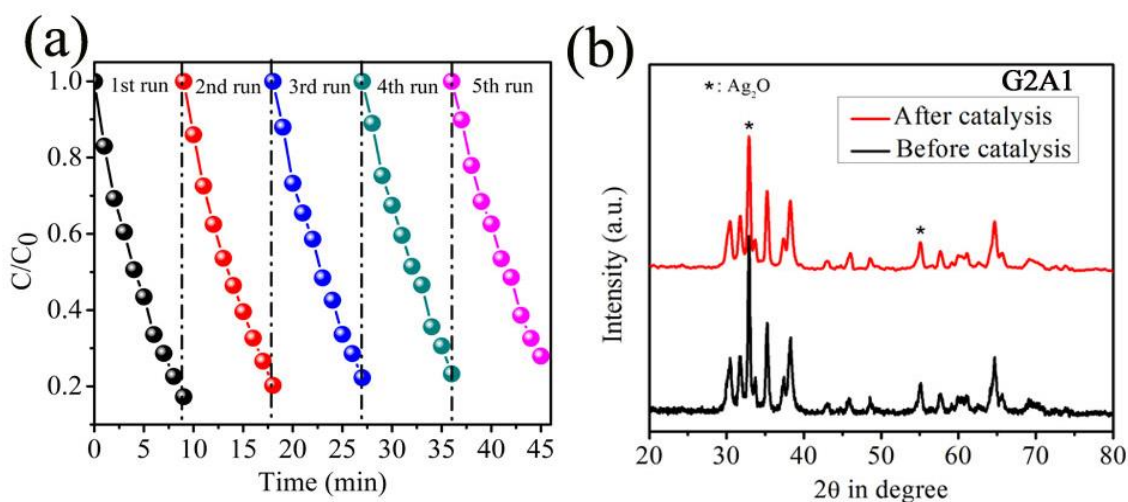 (a)
1st run 2nd run 3rd run 4th run 5th run
1.0
0.8
0.6
0.4
0.2
C/C₀
0 5 10 15 20 25 30 35 40 45
Time (min)
(b)
G2A1
*: Ag₂O
After catalysis
Before catalysis
*
*
Intensity (a.u.)
20 30 40 50 60 70 80
2θ in degree